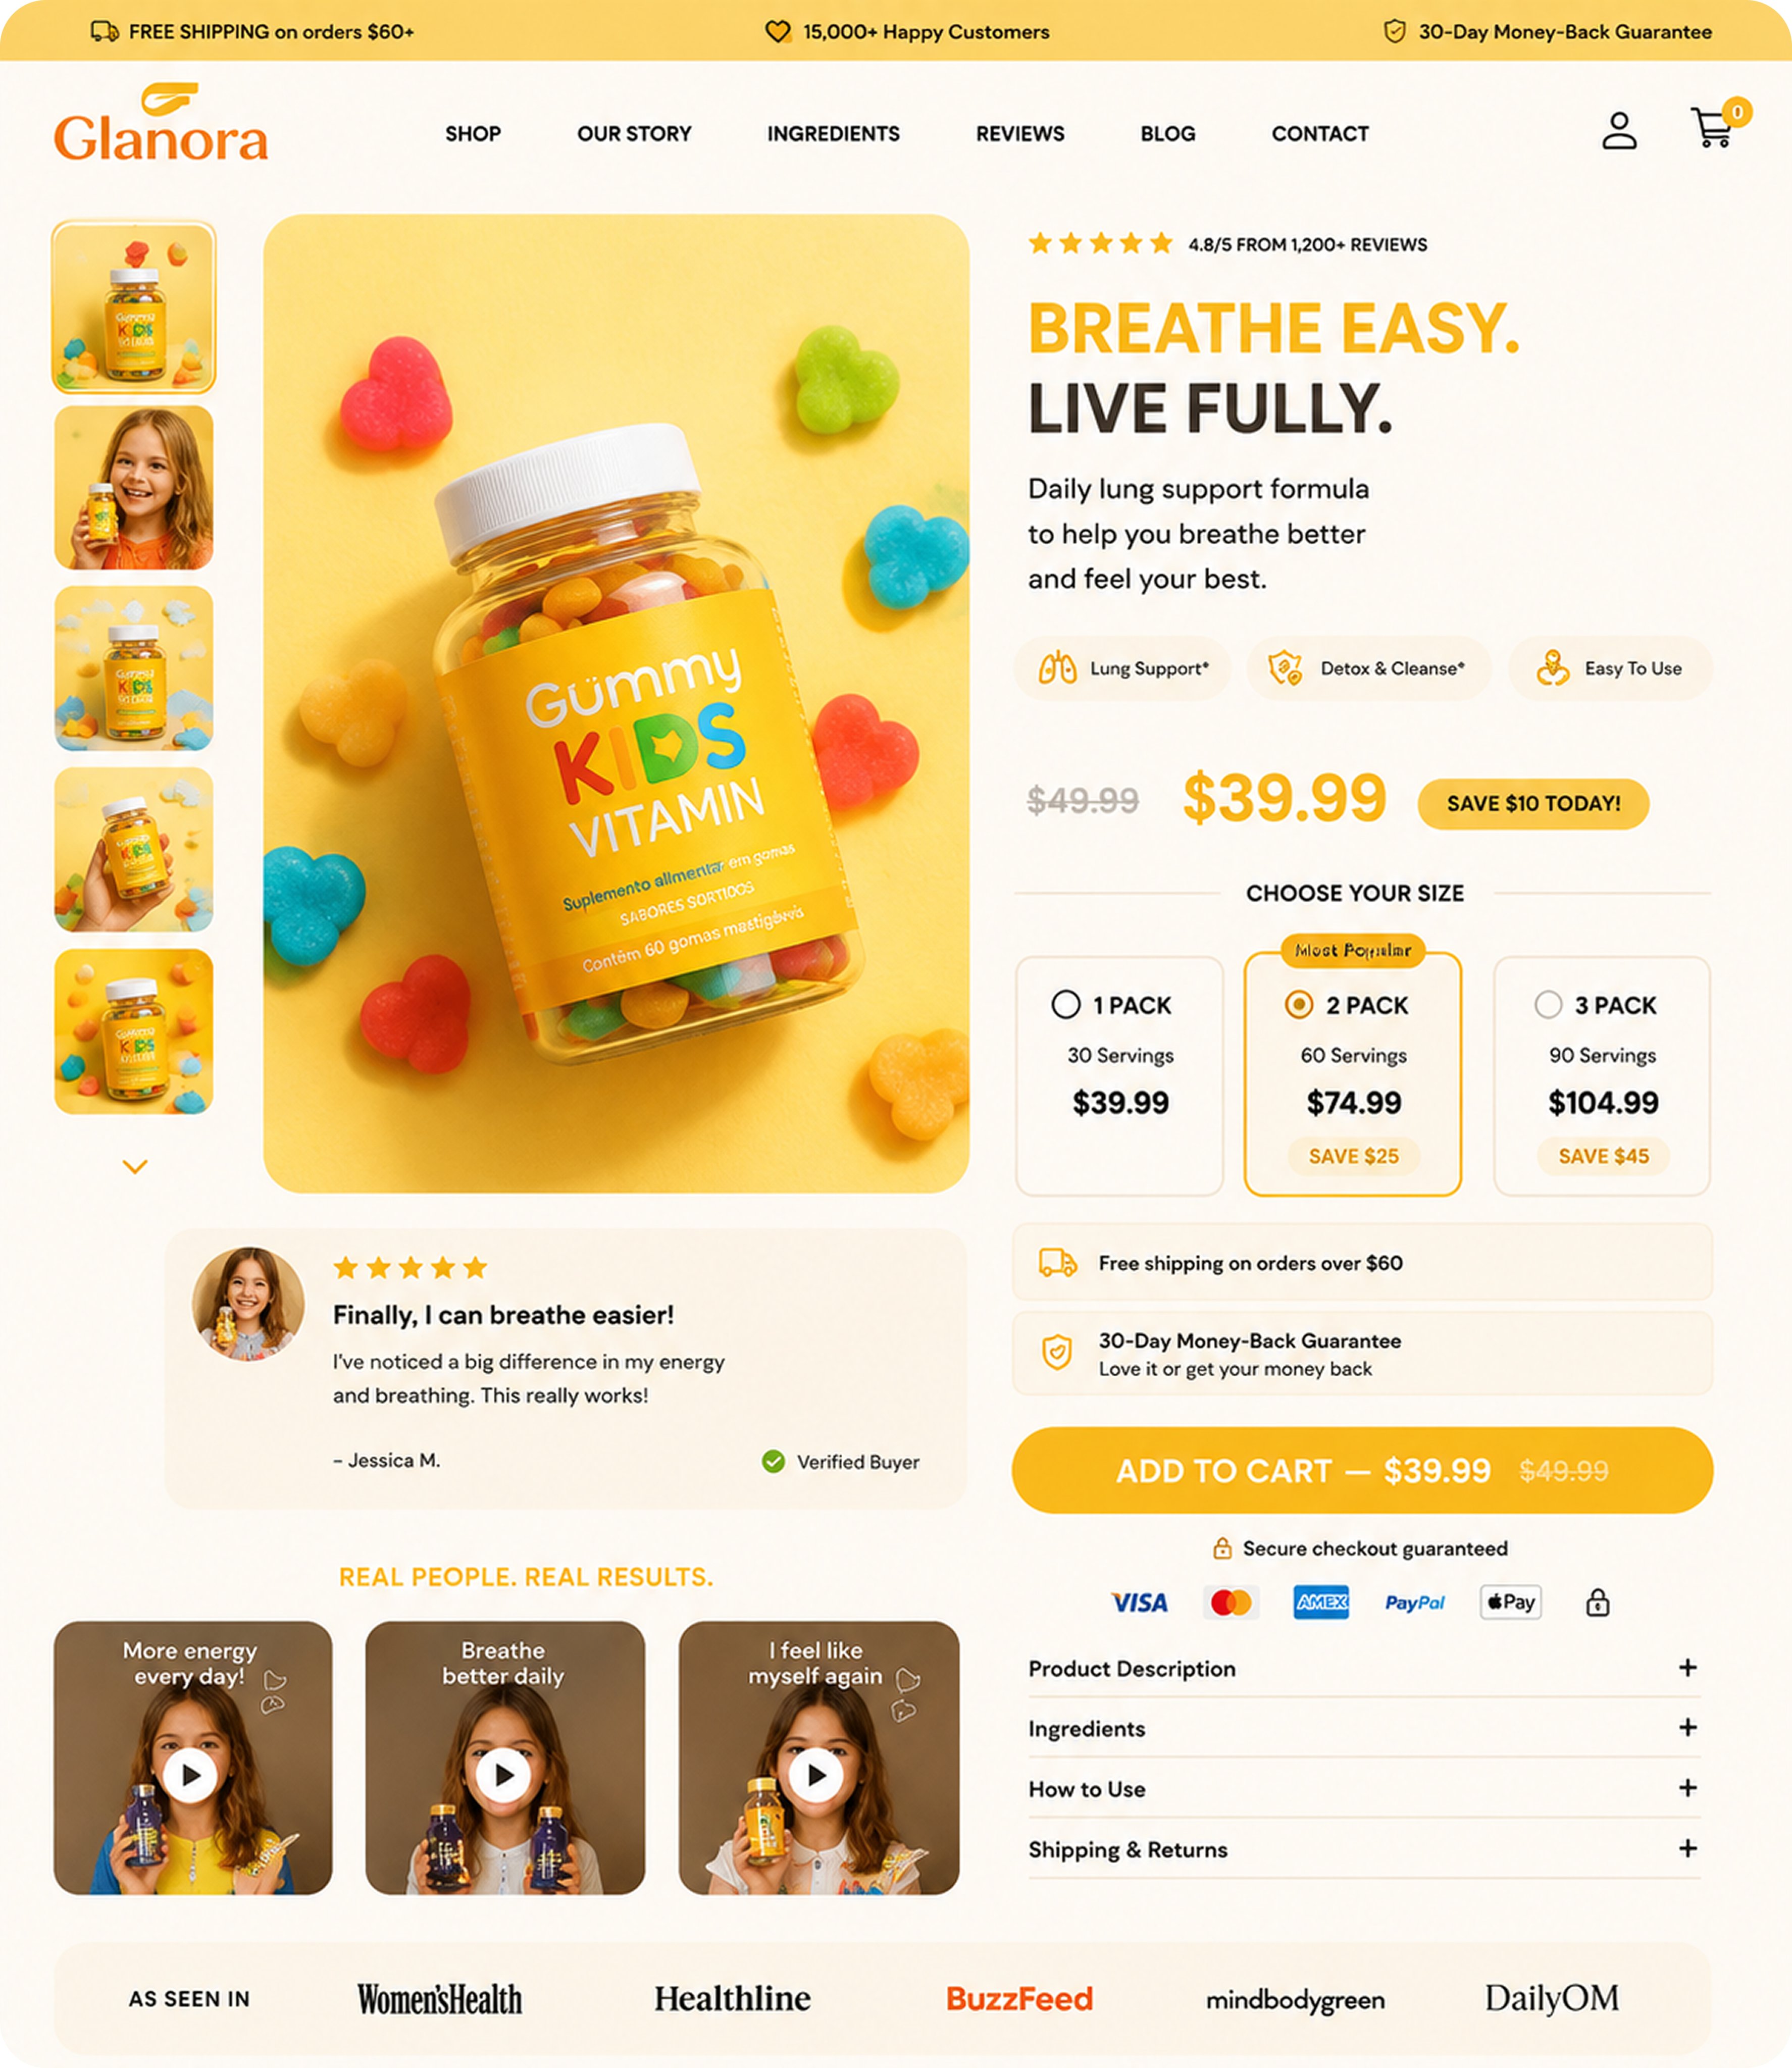 FREE SHIPPING on orders $60+
15,000+ Happy Customers
30-Day Money-Back Guarantee
Glanora
SHOP
OUR STORY
INGREDIENTS
REVIEWS
BLOG
CONTACT
0
Gümmy
KIDS
VITAMIN
Suplemento alimentar em gomas
SABORES SORTIDOS
Contém 60 gomas
4.8/5 FROM 1,200+ REVIEWS
BREATHE EASY.
LIVE FULLY.
Daily lung support formula
to help you breathe better
and feel your best.
Lung Support*
Detox & Cleanse*
Easy To Use
$49.99
$39.99
SAVE $10 TODAY!
CHOOSE YOUR SIZE
1 PACK
30 Servings
$39.99
Most
2 PACK
60 Servings
$74.99
SAVE $25
3 PACK
90 Servings
$104.99
SAVE $45
Free shipping on orders over $60
30-Day Money-Back Guarantee
Love it or get your money back
ADD TO CART — $39.99 $49.99
Secure checkout guaranteed
VISA
AMEX
PayPal
Pay
Product Description
Ingredients
How to Use
Shipping & Returns
Finally, I can breathe easier!
I've noticed a big difference in my energy
and breathing. This really works!
– Jessica M.
Verified Buyer
REAL PEOPLE. REAL RESULTS.
More energy
every day!
Breathe
better daily
I feel like
myself again
AS SEEN IN
Women'sHealth
Healthline
BuzzFeed
mindbodygreen
DailyOM